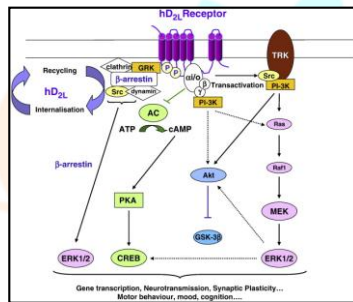 hD2L Receptor
TRK
clathrin GRK
P P
αi/o
β
γ
Src
PI-3K
Transactivation
Recycling
hD2L
Internalisation
β-arrestin
Src dynamin
PI-3K
AC
ATP cAMP
Ras
Raf1
β-arrestin
Akt
PKA
MEK
GSK-3β
ERK1/2
CREB
ERK1/2
Gene transcription, Neurotransmission, Synaptic Plasticity...
Motor behaviour, mood, cognition....